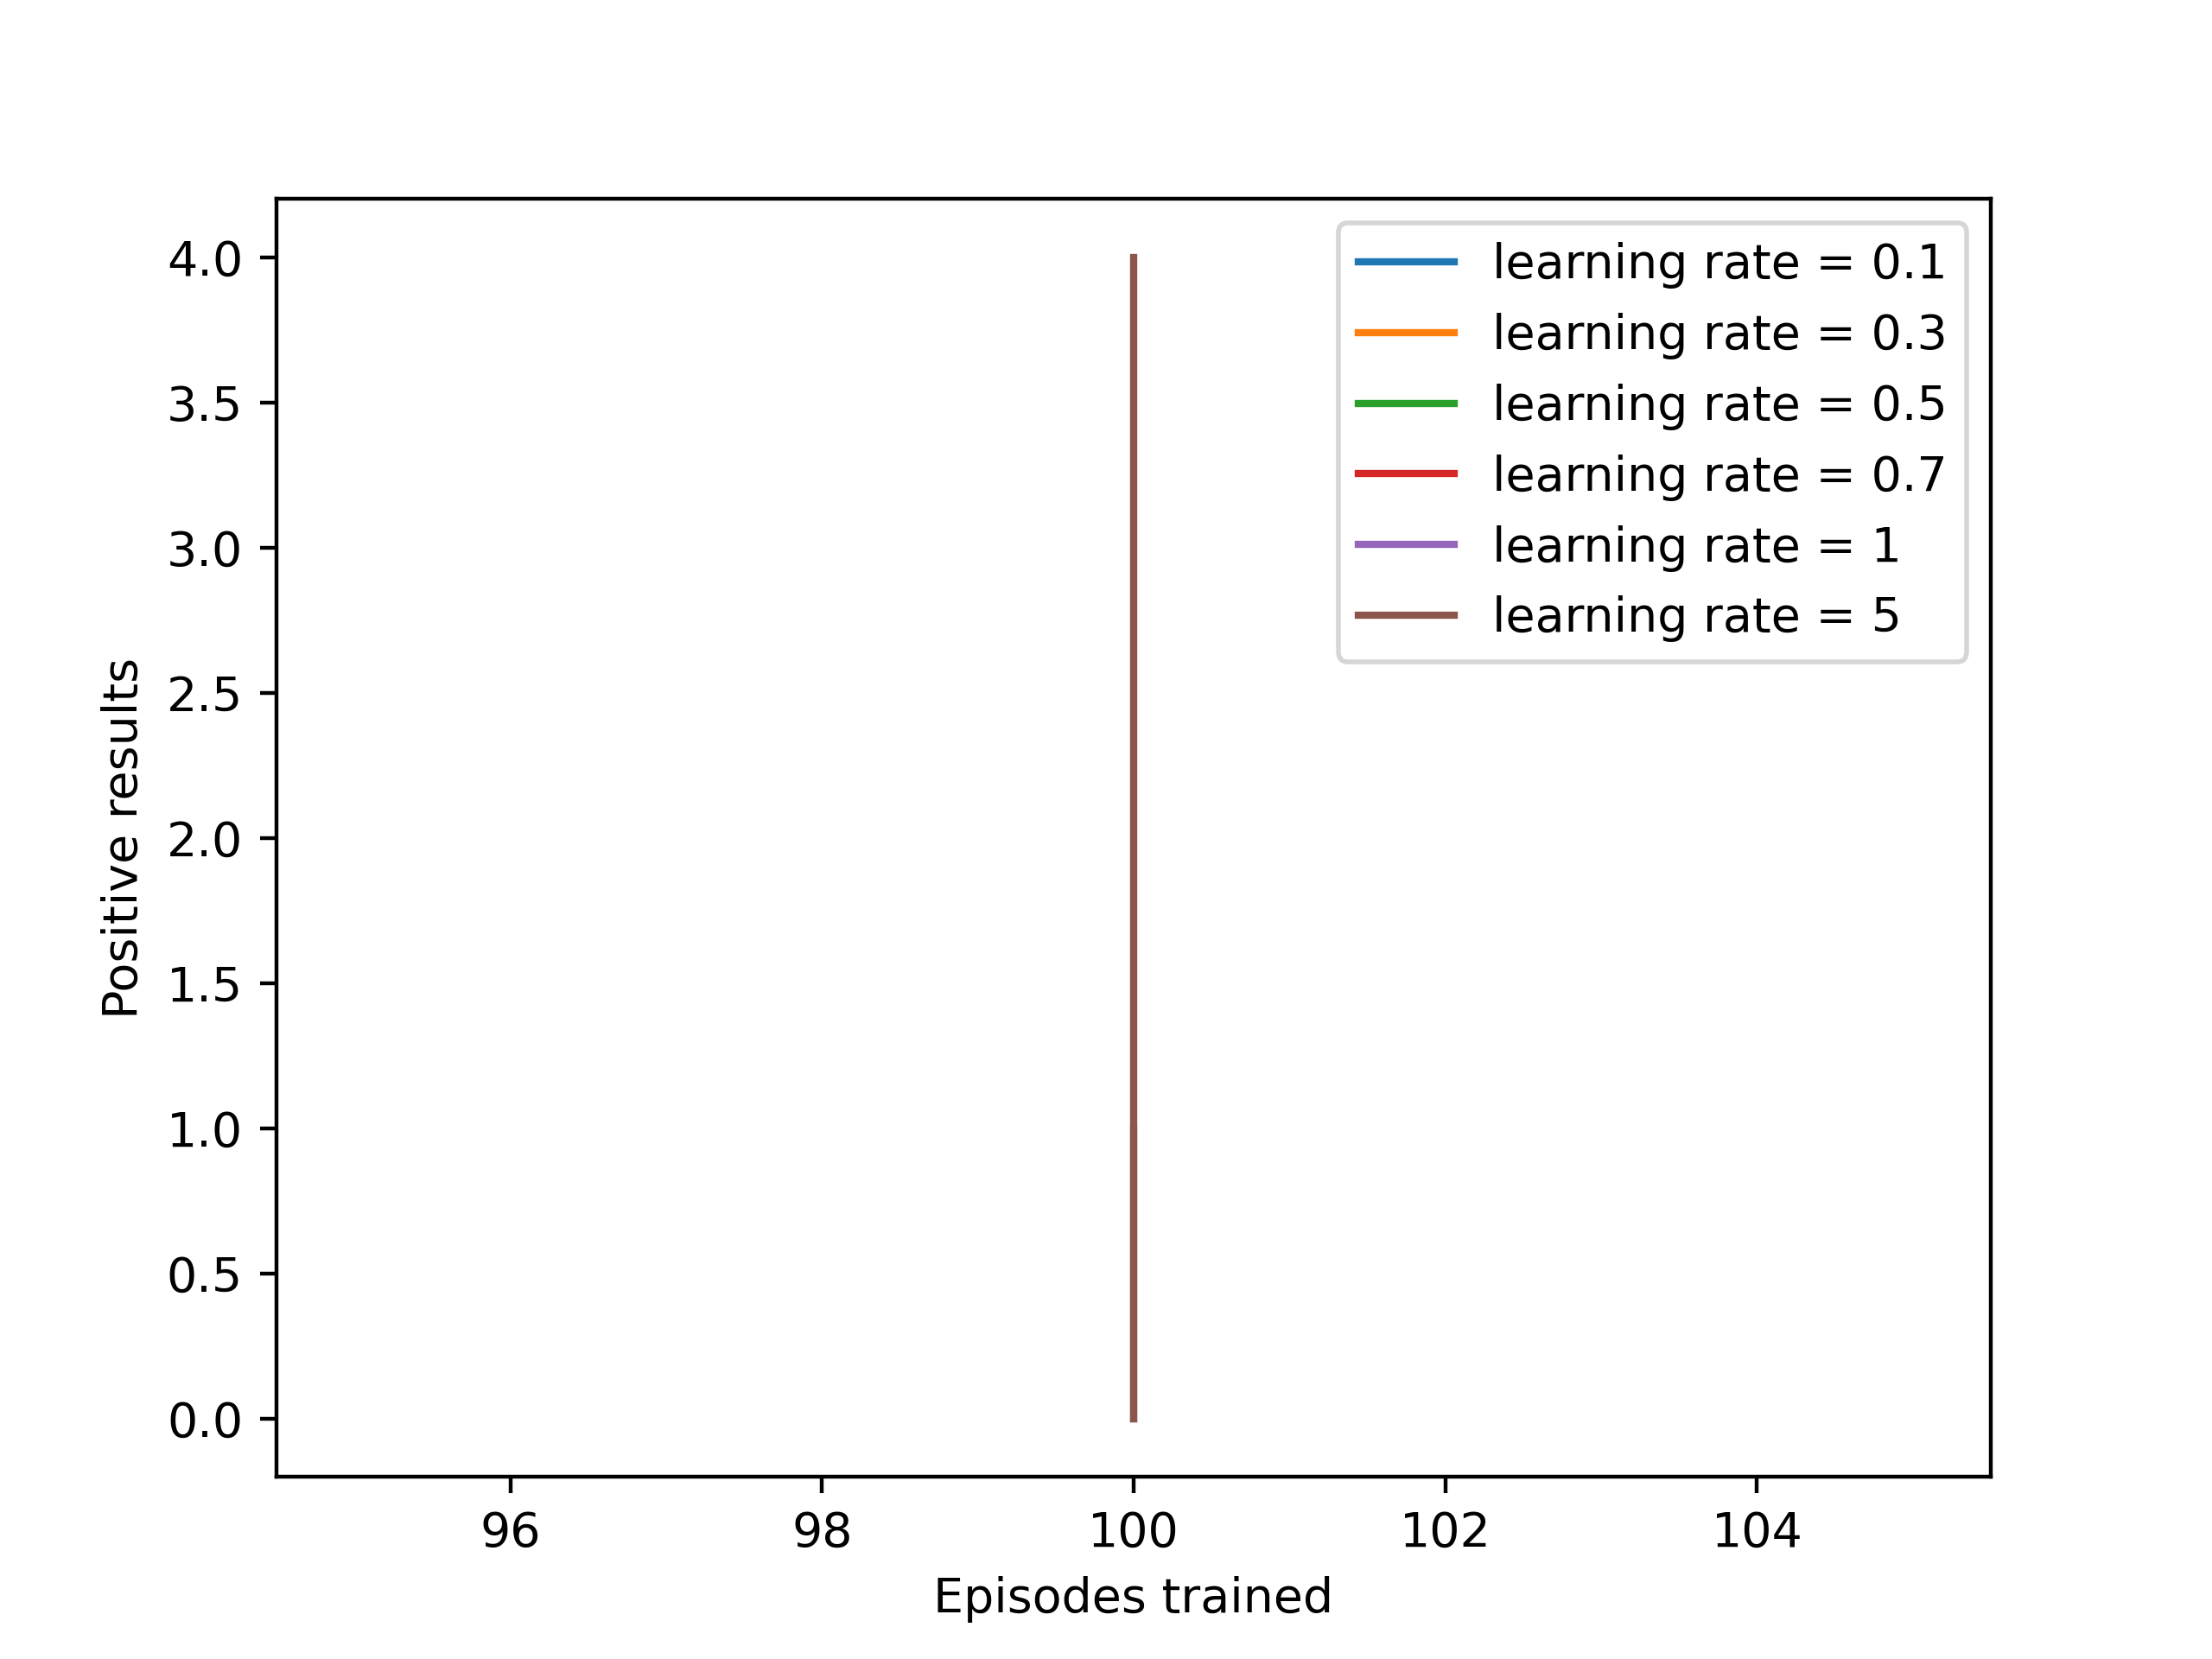 learning rate = 0.1
learning rate = 0.3
learning rate = 0.5
learning rate = 0.7
learning rate = 1
learning rate = 5
4.0
3.5
3.0
2.5
2.0
1.5
1.0
0.5
0.0
Positive results
96 98 100 102 104
Episodes trained